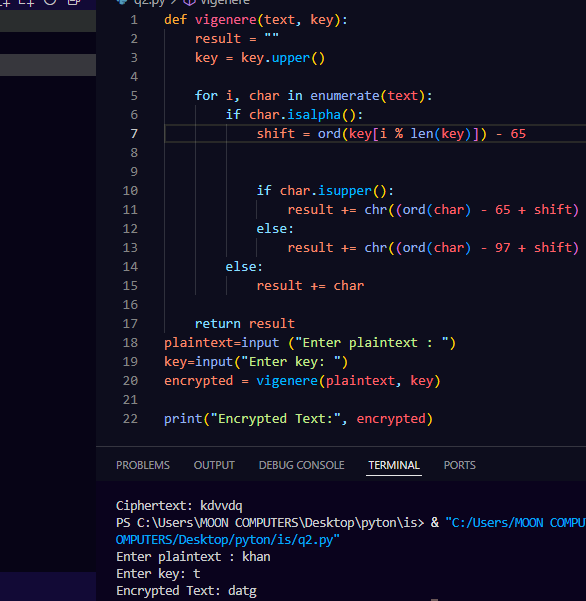 q2.py > vigenere
1 def vigenere(text, key):
2     result = ""
3     key = key.upper()
4
5     for i, char in enumerate(text):
6         if char.isalpha():
7             shift = ord(key[i % len(key)]) - 65
8
9
10             if char.isupper():
11                 result += chr((ord(char) - 65 + shift)
12             else:
13                 result += chr((ord(char) - 97 + shift)
14         else:
15             result += char
16
17     return result
18 plaintext=input ("Enter plaintext : ")
19 key=input("Enter key: ")
20 encrypted = vigenere(plaintext, key)
21
22 print("Encrypted Text:", encrypted)
PROBLEMS OUTPUT DEBUG CONSOLE TERMINAL PORTS
Ciphertext: kdvvdq
PS C:\Users\MOON COMPUTERS\Desktop\pyton\is> & "C:/Users/MOON COMPU
OMPUTERS/Desktop/pyton/is/q2.py"
Enter plaintext : khan
Enter key: t
Encrypted Text: datg